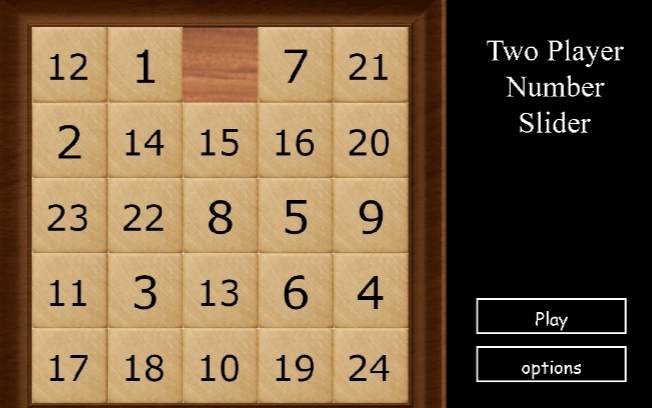 12 1 7 21
2 14 15 16 20
23 22 8 5 9
11 3 13 6 4
17 18 10 19 24
Two Player
Number
Slider
Play
options